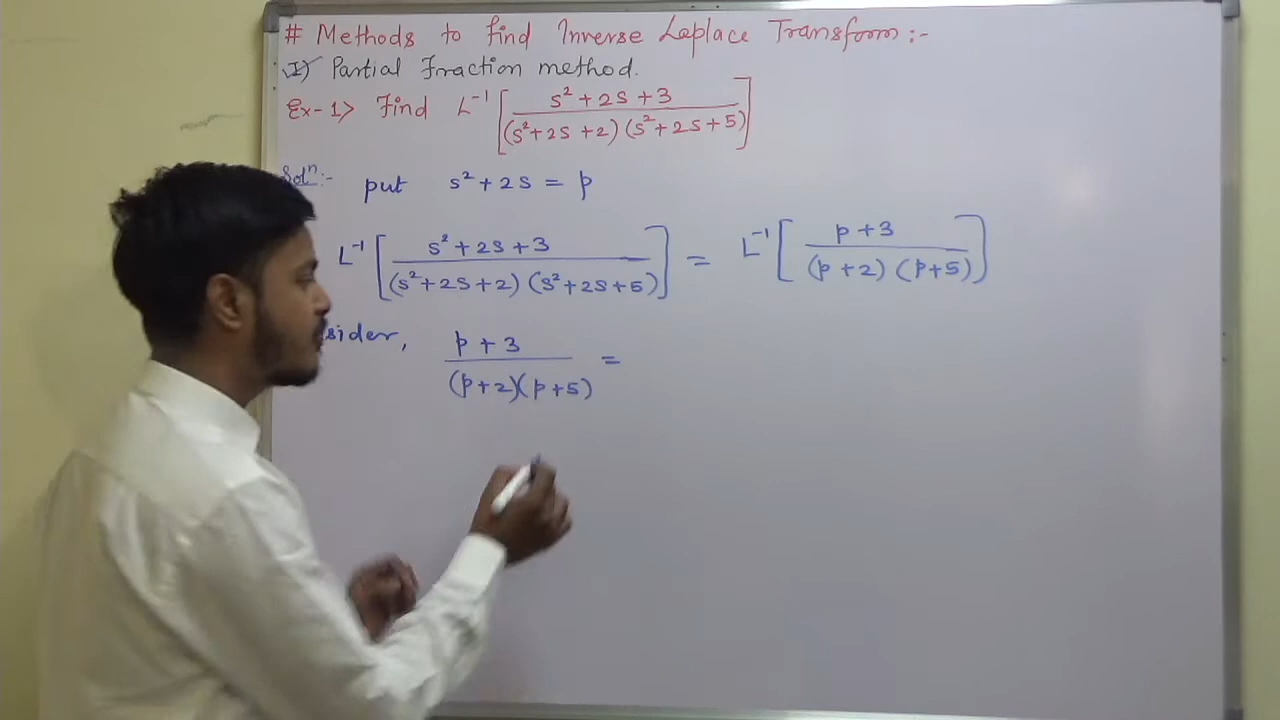 # Methods to find Inverse Laplace Transform:-
I) Partial Fraction method.
Ex-1> Find L⁻¹[(s²+2s+3)/((s²+2s+2)(s²+2s+5))]
Solⁿ:- put s²+2s = p
L⁻¹[(s²+2s+3)/((s²+2s+2)(s²+2s+5))] = L⁻¹[(p+3)/((p+2)(p+5))]
sider, (p+3)/((p+2)(p+5)) =